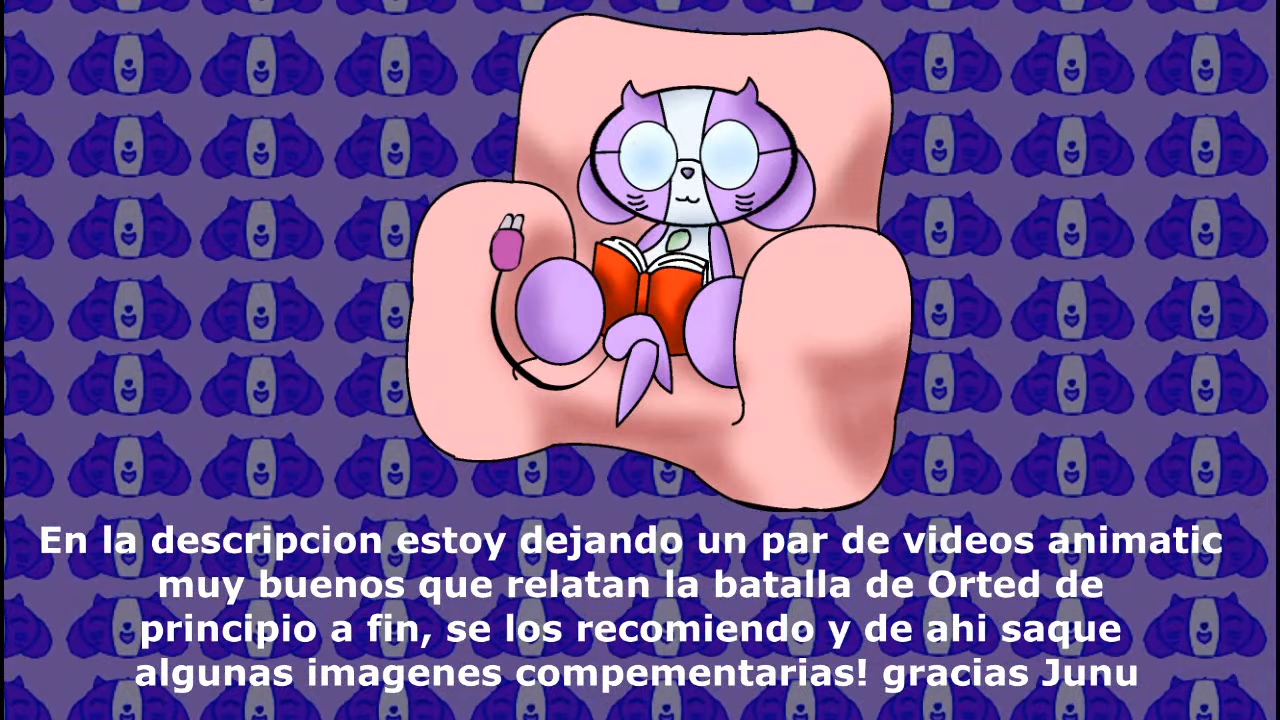 En la descripcion estoy dejando un par de videos animatic
muy buenos que relatan la batalla de Orted de
principio a fin, se los recomiendo y de ahi saque
algunas imagenes compementarias! gracias Junu